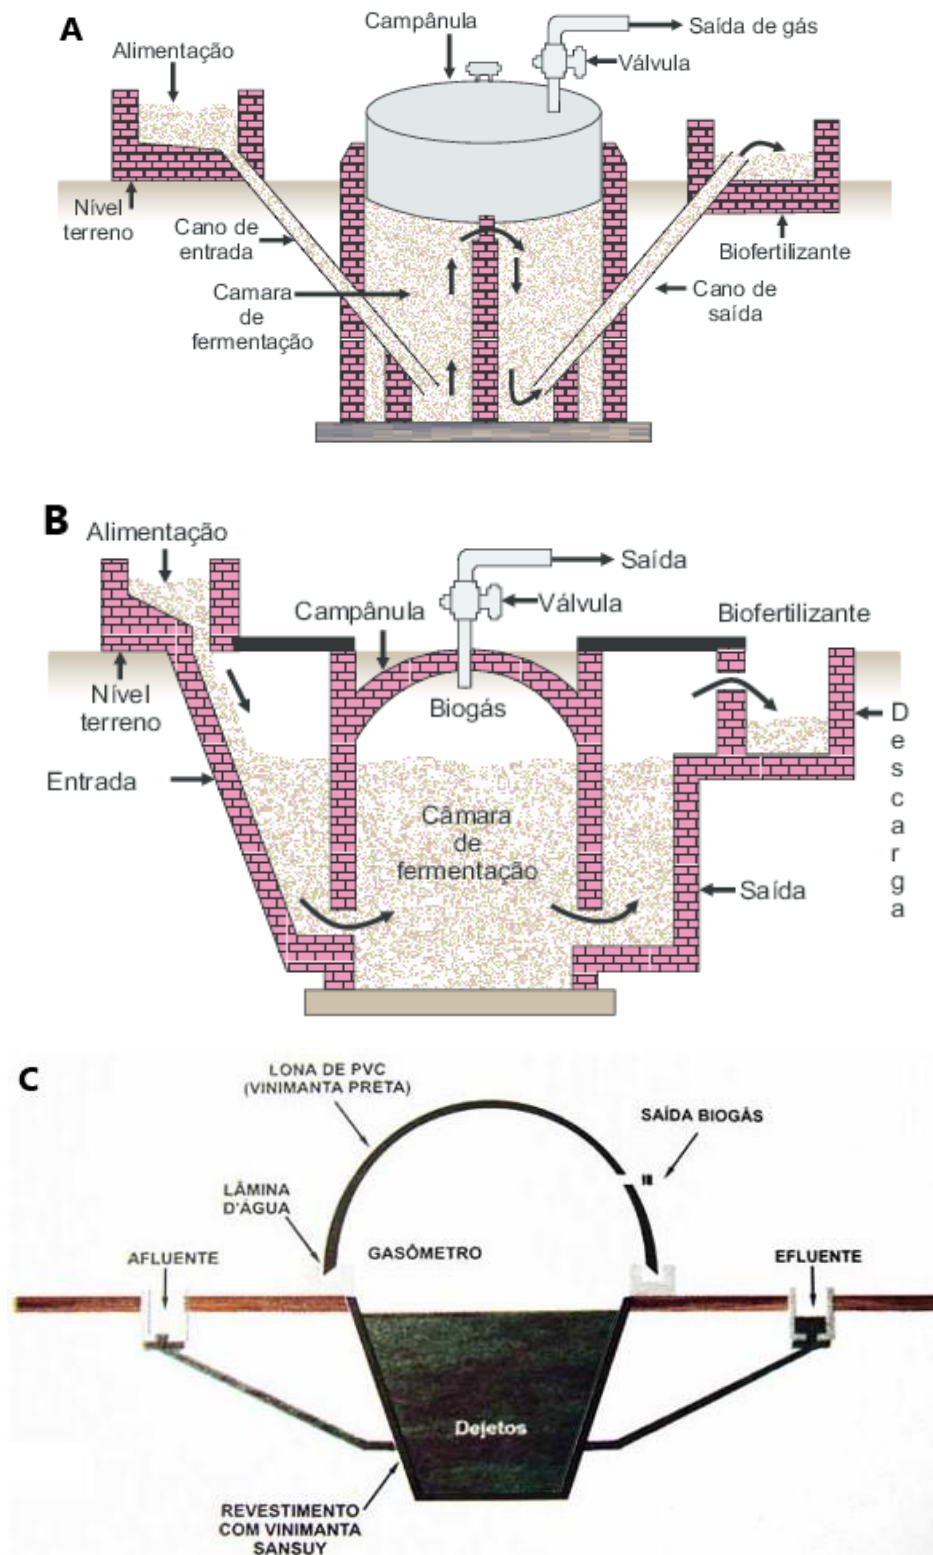 A
Campânula
Saída de gás
Alimentação
Válvula
Nível
terreno
Cano de
entrada
Biofertilizante
Camara
de
fermentação
Cano de
saída
B
Alimentação
Saída
Campânula
Válvula
Biofertilizante
Nível
terreno
Biogás
Descarga
Entrada
Câmara
de
fermentação
Saída
C
LONA DE PVC
(VINIMANTA PRETA)
SAÍDA BIOGÁS
LÂMINA
D'ÁGUA
GASÔMETRO
AFLUENTE
EFLUENTE
Dejetos
REVESTIMENTO
COM VINIMANTA
SANSUY